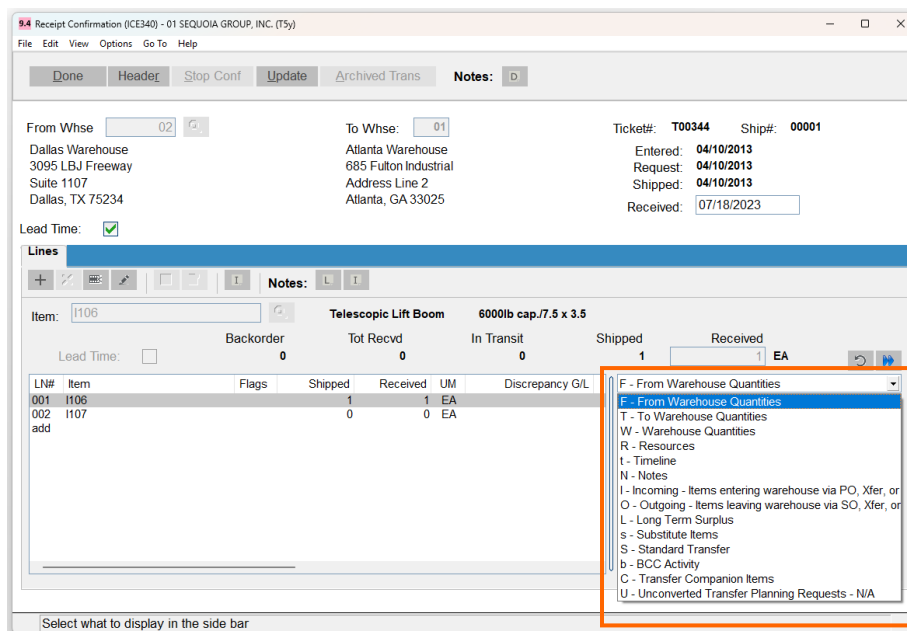 9.4 Receipt Confirmation (ICE340) - 01 SEQUOIA GROUP, INC. (T5y)
File Edit View Options Go To Help
Done Header Stop Conf Update Archived Trans Notes: D
From Whse 02 To Whse: 01 Ticket#: T00344 Ship#: 00001
Dallas Warehouse Atlanta Warehouse Entered: 04/10/2013
3095 LBJ Freeway 685 Fulton Industrial Request: 04/10/2013
Suite 1107 Address Line 2 Shipped: 04/10/2013
Dallas, TX 75234 Atlanta, GA 33025 Received: 07/18/2023
Lead Time:
Lines
I Notes: L I
Item: I106 Telescopic Lift Boom 6000lb cap./7.5 x 3.5
Backorder Tot Recvd In Transit Shipped Received
Lead Time: 0 0 0 1 1 EA
LN# Item Flags Shipped Received UM Discrepancy G/L F - From Warehouse Quantities
001 I106 1 1 EA F - From Warehouse Quantities
002 I107 0 0 EA T - To Warehouse Quantities
add W - Warehouse Quantities
R - Resources
t - Timeline
N - Notes
I - Incoming - Items entering warehouse via PO, Xfer, or
O - Outgoing - Items leaving warehouse via SO, Xfer, or
L - Long Term Surplus
s - Substitute Items
S - Standard Transfer
b - BCC Activity
C - Transfer Companion Items
U - Unconverted Transfer Planning Requests - N/A
Select what to display in the side bar